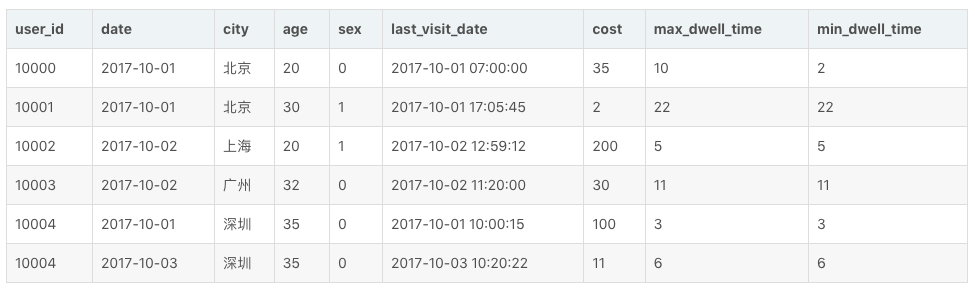 user_id date city age sex last_visit_date cost max_dwell_time min_dwell_time
10000 2017-10-01 北京 20 0 2017-10-01 07:00:00 35 10 2
10001 2017-10-01 北京 30 1 2017-10-01 17:05:45 2 22 22
10002 2017-10-02 上海 20 1 2017-10-02 12:59:12 200 5 5
10003 2017-10-02 广州 32 0 2017-10-02 11:20:00 30 11 11
10004 2017-10-01 深圳 35 0 2017-10-01 10:00:15 100 3 3
10004 2017-10-03 深圳 35 0 2017-10-03 10:20:22 11 6 6